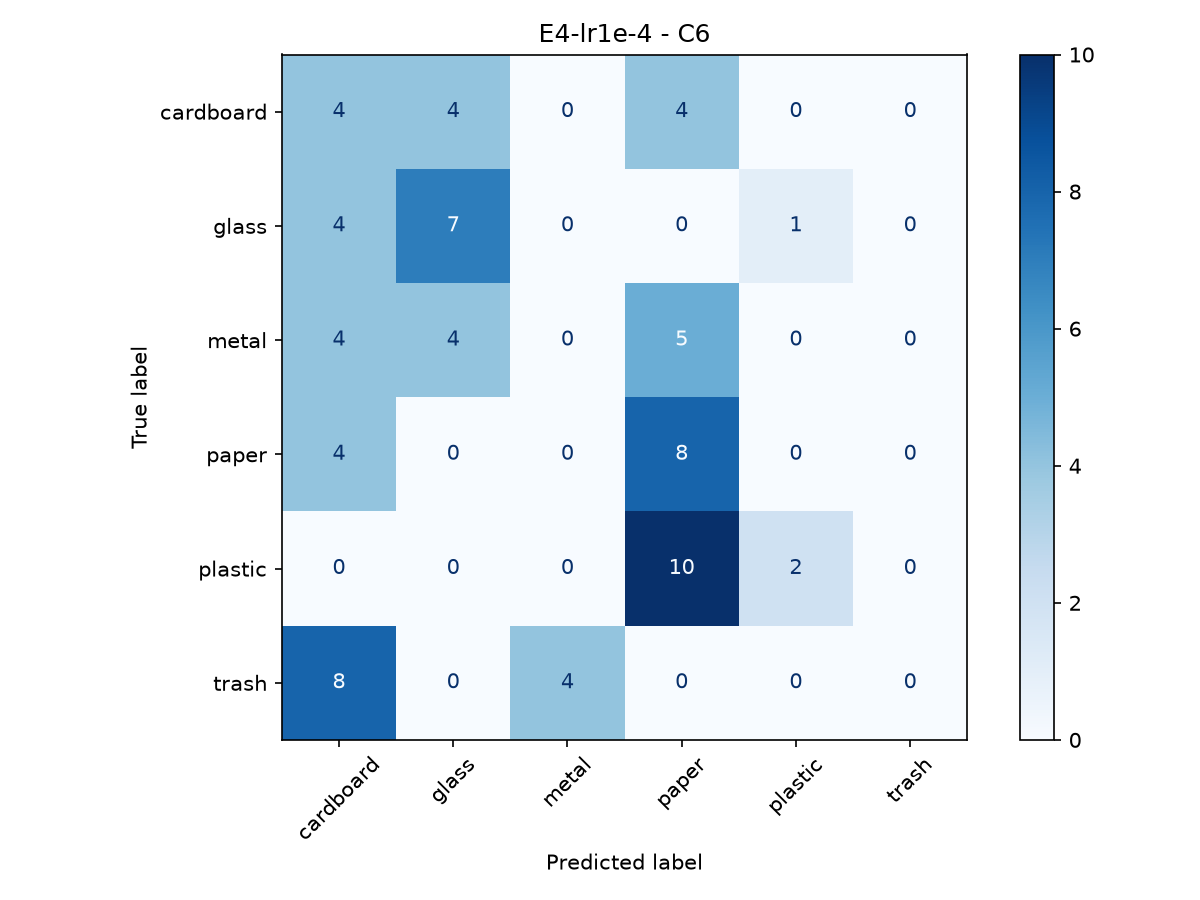 E4-lr1e-4 - C6
True label
cardboard 4 4 0 4 0 0
glass 4 7 0 0 1 0
metal 4 4 0 5 0 0
paper 4 0 0 8 0 0
plastic 0 0 0 10 2 0
trash 8 0 4 0 0 0
cardboard glass metal paper plastic trash
Predicted label
10
8
6
4
2
0